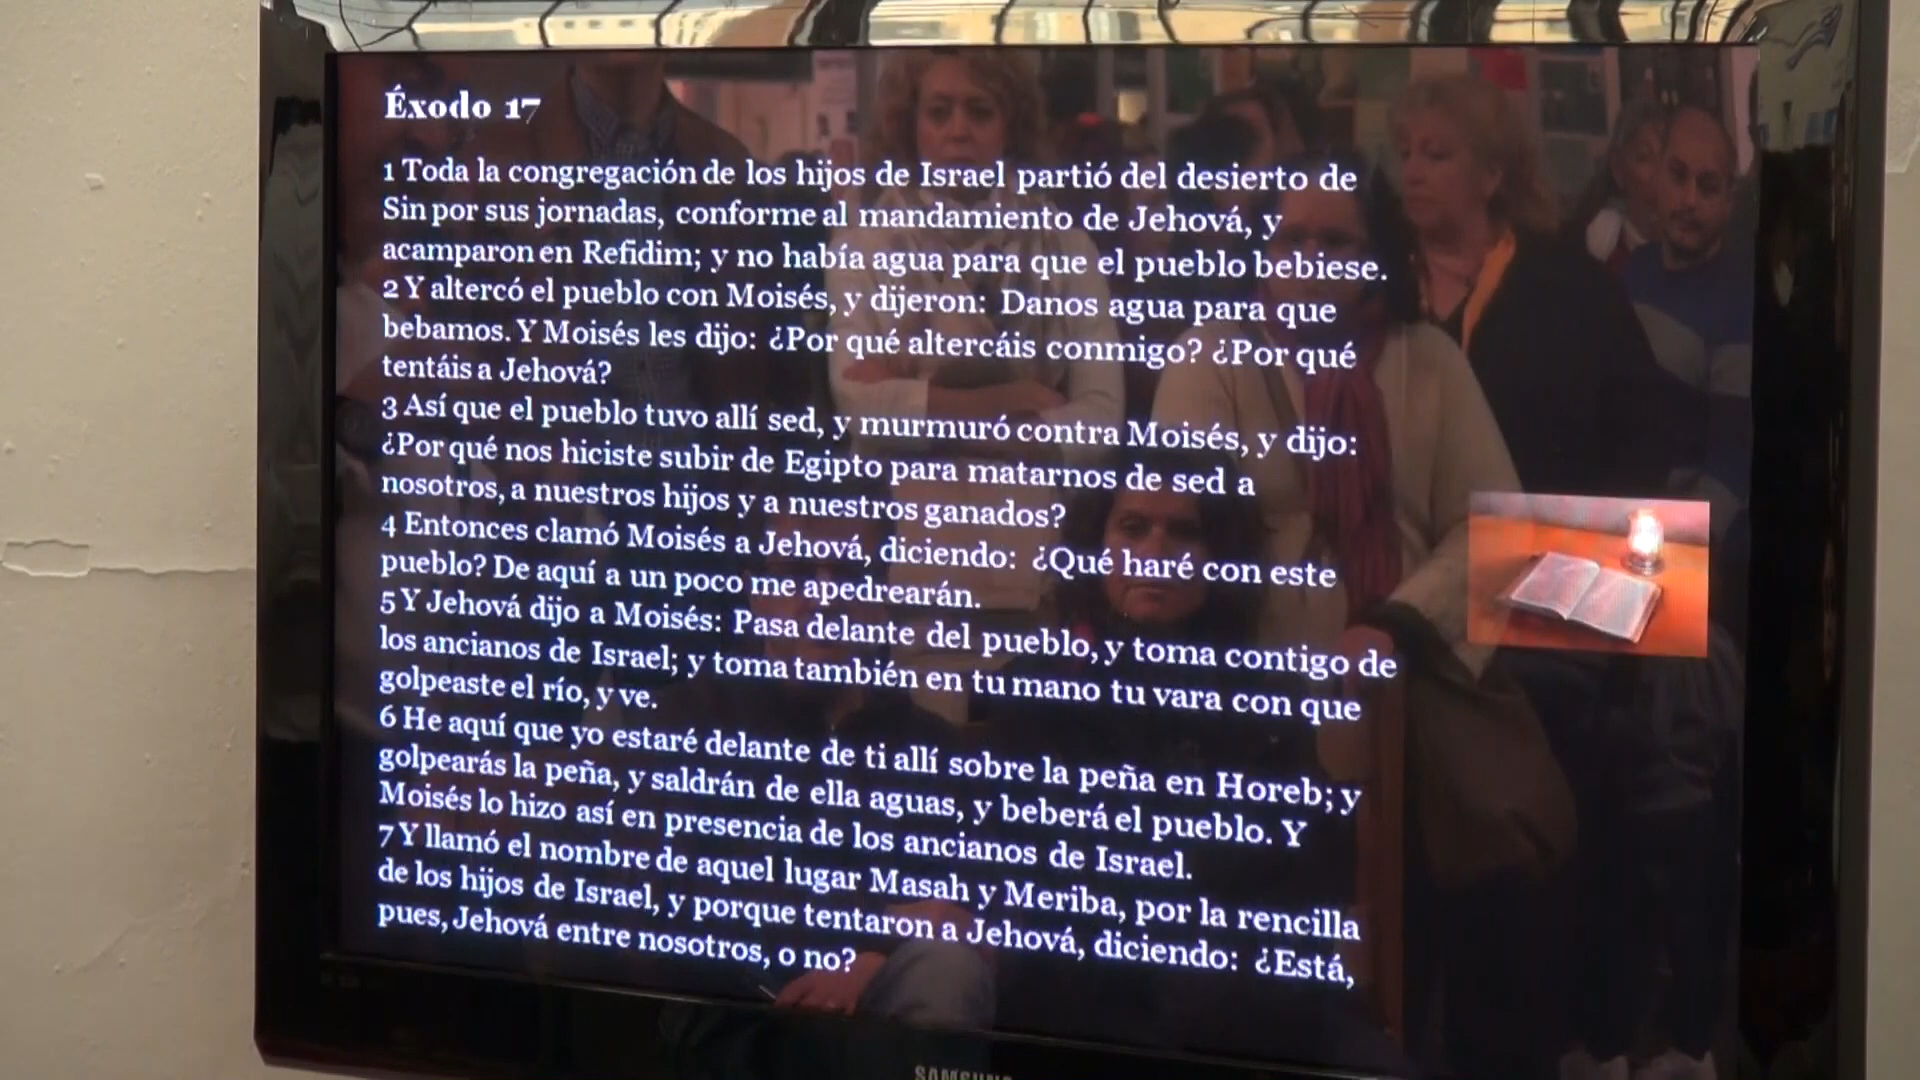 Éxodo 17
1 Toda la congregación de los hijos de Israel partió del desierto de
Sin por sus jornadas, conforme al mandamiento de Jehová, y
acamparon en Refidim; y no había agua para que el pueblo bebiese.
2 Y altercó el pueblo con Moisés, y dijeron: Danos agua para que
bebamos. Y Moisés les dijo: ¿Por qué altercáis conmigo? ¿Por qué
tentáis a Jehová?
3 Así que el pueblo tuvo allí sed, y murmuró contra Moisés, y dijo:
¿Por qué nos hiciste subir de Egipto para matarnos de sed a
nosotros, a nuestros hijos y a nuestros ganados?
4 Entonces clamó Moisés a Jehová, diciendo: ¿Qué haré con este
pueblo? De aquí a un poco me apedrearán.
5 Y Jehová dijo a Moisés: Pasa delante del pueblo, y toma contigo de
los ancianos de Israel; y toma también en tu mano tu vara con que
golpeaste el río, y ve.
6 He aquí que yo estaré delante de ti allí sobre la peña en Horeb; y
golpearás la peña, y saldrán de ella aguas, y beberá el pueblo. Y
Moisés lo hizo así en presencia de los ancianos de Israel.
7 Y llamó el nombre de aquel lugar Masah y Meriba, por la rencilla
de los hijos de Israel, y porque tentaron a Jehová, diciendo: ¿Está,
pues, Jehová entre nosotros, o no?
SAMSUNG